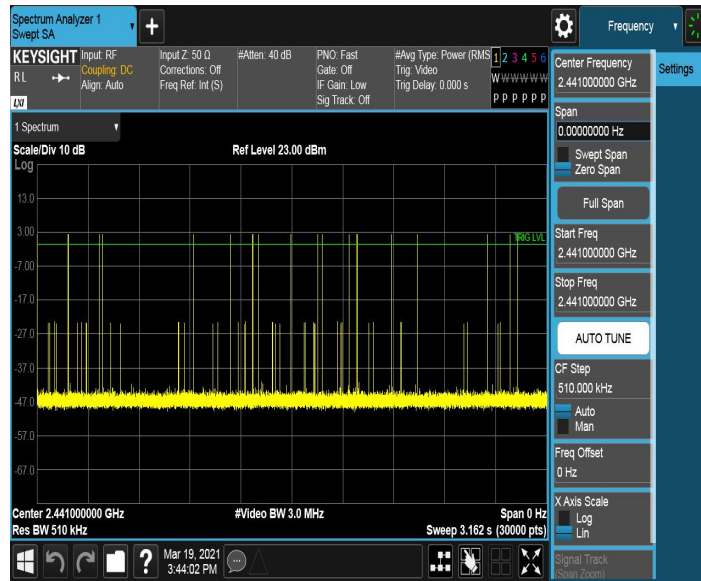 Spectrum Analyzer 1
Swept SA
+
Frequency
KEYSIGHT
RL
LXI
Input: RF
Coupling: DC
Align: Auto
Input Z: 50 Ω
Corrections: Off
Freq Ref: Int (S)
#Atten: 40 dB
PNO: Fast
Gate: Off
IF Gain: Low
Sig Track: Off
#Avg Type: Power (RMS
Trig: Video
Trig Delay: 0.000 s
1 2 3 4 5 6
W W W W W W
P P P P P P
1 Spectrum
Scale/Div 10 dB
Ref Level 23.00 dBm
Log
13.0
3.00
TRIG LVL
-7.00
-17.0
-27.0
-37.0
-47.0
-57.0
-67.0
Center 2.441000000 GHz
#Video BW 3.0 MHz
Span 0 Hz
Res BW 510 kHz
Sweep 3.162 s (30000 pts)
?
Mar 19, 2021
3:44:02 PM
Center Frequency
2.441000000 GHz
Settings
Span
0.00000000 Hz
Swept Span
Zero Span
Full Span
Start Freq
2.441000000 GHz
Stop Freq
2.441000000 GHz
AUTO TUNE
CF Step
510.000 kHz
Auto
Man
Freq Offset
0 Hz
X Axis Scale
Log
Lin
Signal Track
(Span Zoom)